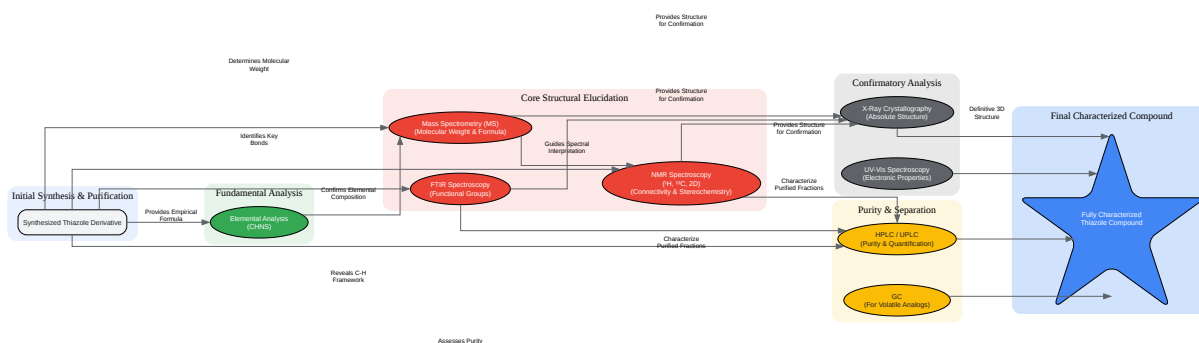 Provides Structure
for Confirmation
Determines Molecular
Weight
Confirmatory Analysis
Provides Structure
for Confirmation
Core Structural Elucidation
X-Ray Crystallography
(Absolute Structure)
Definitive 3D
Structure
Final Characterized Compound
Mass Spectrometry (MS)
(Molecular Weight & Formula)
Provides Structure
for Confirmation
Identifies Key
Bonds
Guides Spectral
Interpretation
UV-Vis Spectroscopy
(Electronic Properties)
NMR Spectroscopy
(¹H, ¹³C, 2D)
(Connectivity & Stereochemistry)
Characterize
Purified Fractions
FTIR Spectroscopy
(Functional Groups)
Confirms Elemental
Composition
Initial Synthesis & Purification
Fundamental Analysis
Purity & Separation
Synthesized Thiazole Derivative
Provides Empirical
Formula
Elemental Analysis
(CHNS)
Fully Characterized
Thiazole Compound
HPLC / UPLC
(Purity & Quantification)
Characterize
Purified Fractions
Reveals C-H
Framework
GC
(For Volatile Analogs)
Assesses Purity